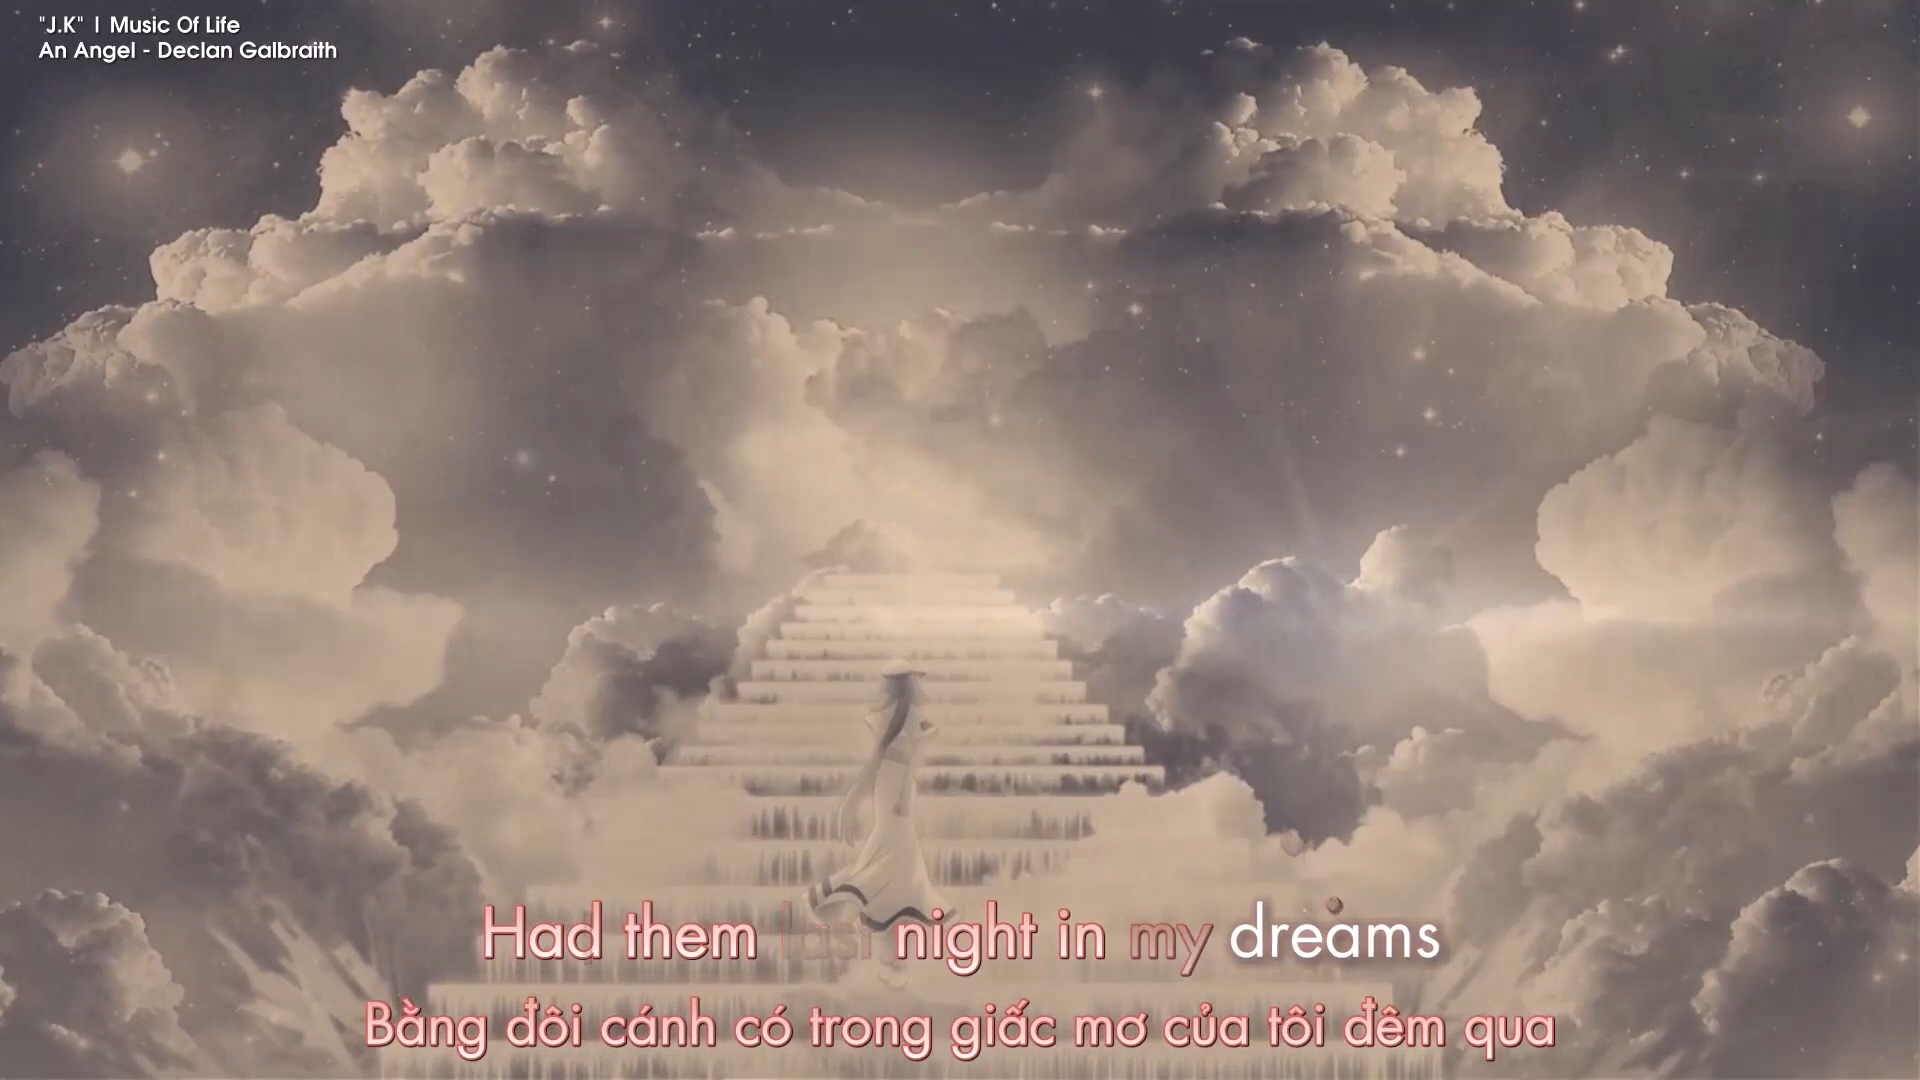 "J.K" | Music Of Life
An Angel - Declan Galbraith
Had them last night in my dreams
Bằng đôi cánh có trong giấc mơ của tôi đêm qua